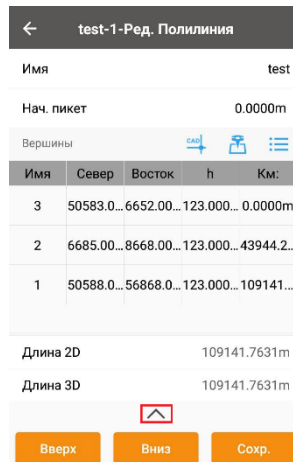 test-1-Ред. Полилиния
Имя test
Нач. пикет 0.0000m
Вершины CAD
Имя Север Восток h Км:
3 50583.0... 6652.00... 123.000... 0.0000m
2 6685.00... 8668.00... 123.000... 43944.2..
1 50588.0... 56868.0... 123.000... 109141...
Длина 2D 109141.7631m
Длина 3D 109141.7631m
Вверх Вниз Сохр.